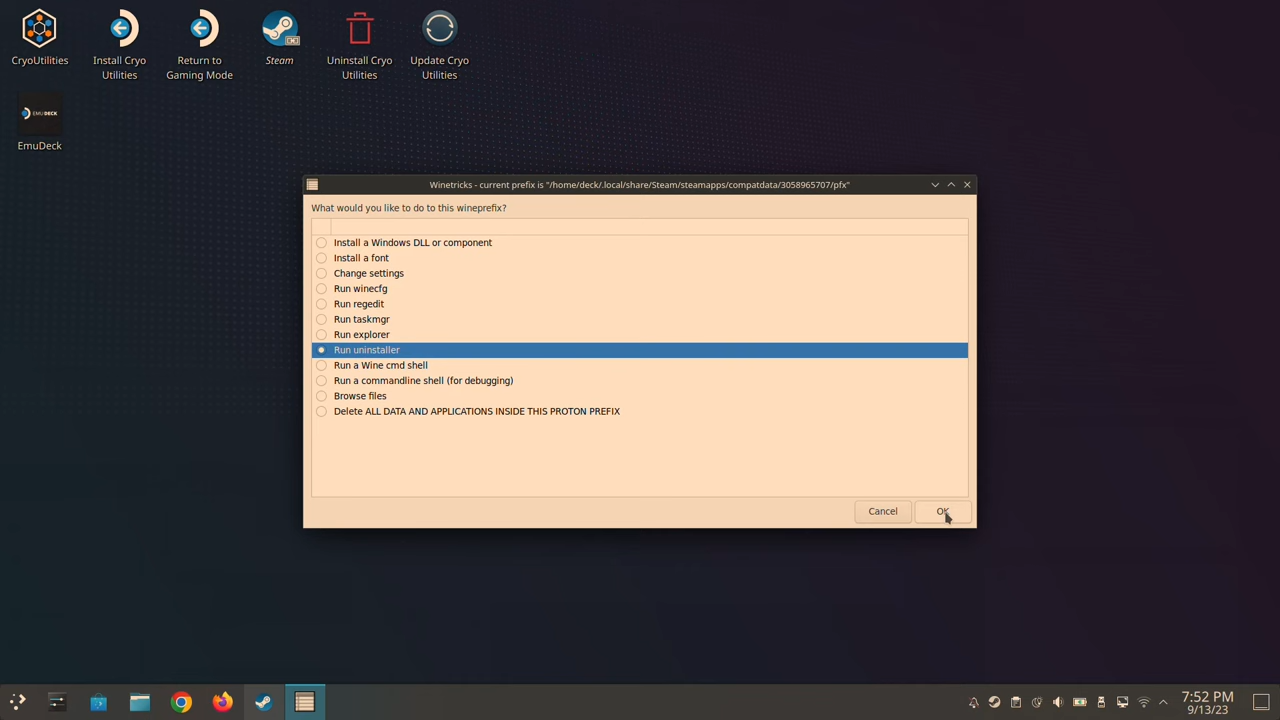 CryoUtilities
Install Cryo
Utilities
Return to
Gaming Mode
Steam
Uninstall Cryo
Utilities
Update Cryo
Utilities
EMUDECK
EmuDeck
Winetricks - current prefix is "/home/deck/.local/share/Steam/steamapps/compatdata/3058965707/pfx"
What would you like to do to this wineprefix?
Install a Windows DLL or component
Install a font
Change settings
Run winecfg
Run regedit
Run taskmgr
Run explorer
Run uninstaller
Run a Wine cmd shell
Run a commandline shell (for debugging)
Browse files
Delete ALL DATA AND APPLICATIONS INSIDE THIS PROTON PREFIX
Cancel
OK
7:52 PM
9/13/23